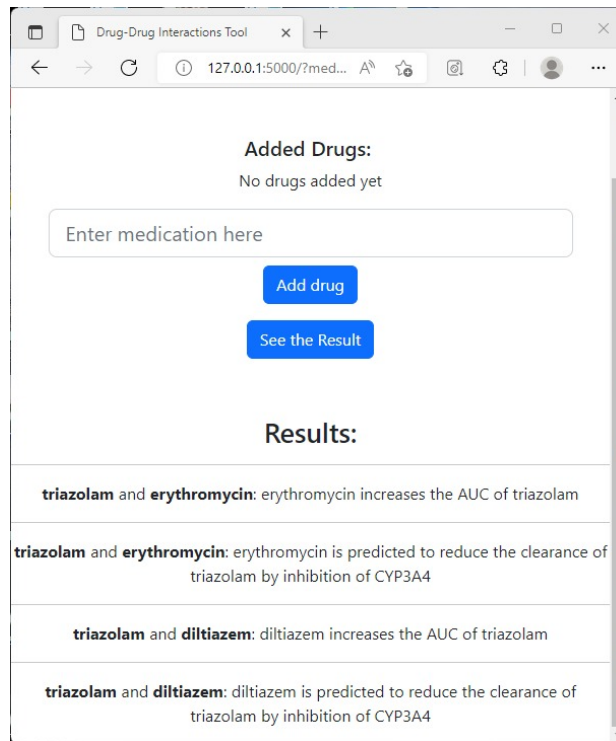 Drug-Drug Interactions Tool
127.0.0.1:5000/?med...
Added Drugs:
No drugs added yet
Enter medication here
Add drug
See the Result
Results:
triazolam and erythromycin: erythromycin increases the AUC of triazolam
triazolam and erythromycin: erythromycin is predicted to reduce the clearance of
triazolam by inhibition of CYP3A4
triazolam and diltiazem: diltiazem increases the AUC of triazolam
triazolam and diltiazem: diltiazem is predicted to reduce the clearance of
triazolam by inhibition of CYP3A4